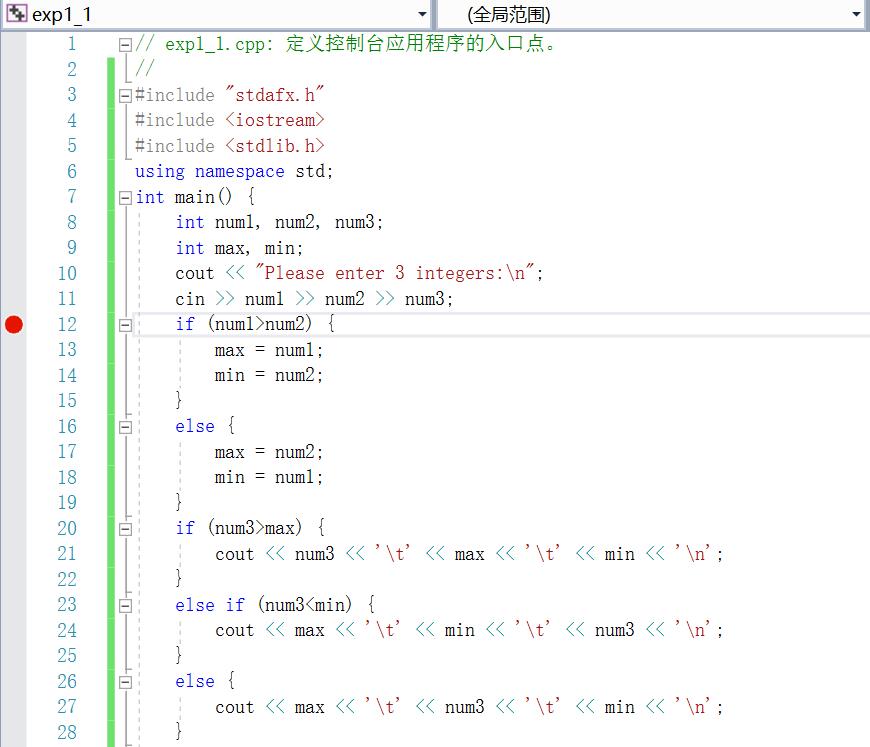 exp1_1
(全局范围)
1 // exp1_1.cpp: 定义控制台应用程序的入口点。
2 //
3 #include "stdafx.h"
4 #include <iostream>
5 #include <stdlib.h>
6 using namespace std;
7 int main() {
8     int num1, num2, num3;
9     int max, min;
10     cout << "Please enter 3 integers:\n";
11     cin >> num1 >> num2 >> num3;
12     if (num1>num2) {
13         max = num1;
14         min = num2;
15     }
16     else {
17         max = num2;
18         min = num1;
19     }
20     if (num3>max) {
21         cout << num3 << '\t' << max << '\t' << min << '\n';
22     }
23     else if (num3<min) {
24         cout << max << '\t' << min << '\t' << num3 << '\n';
25     }
26     else {
27         cout << max << '\t' << num3 << '\t' << min << '\n';
28     }